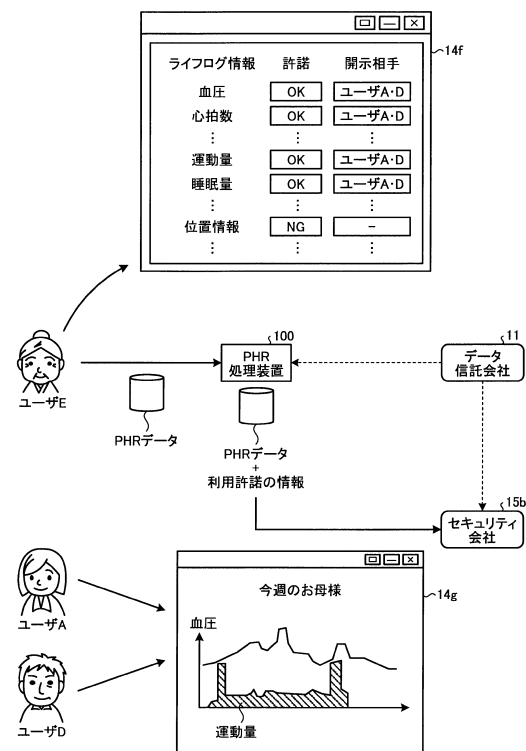 14f
ライフログ情報 許諾 開示相手
血圧 OK ユーザA・D
心拍数 OK ユーザA・D
⋮ ⋮ ⋮
運動量 OK ユーザA・D
睡眠量 OK ユーザA・D
⋮ ⋮ ⋮
位置情報 NG −
⋮ ⋮ ⋮
ユーザE
100
PHR
処理装置
11
データ
信託会社
PHRデータ
PHRデータ
+
利用許諾の情報
15b
セキュリティ
会社
ユーザA
ユーザD
14g
今週のお母様
血圧
運動量